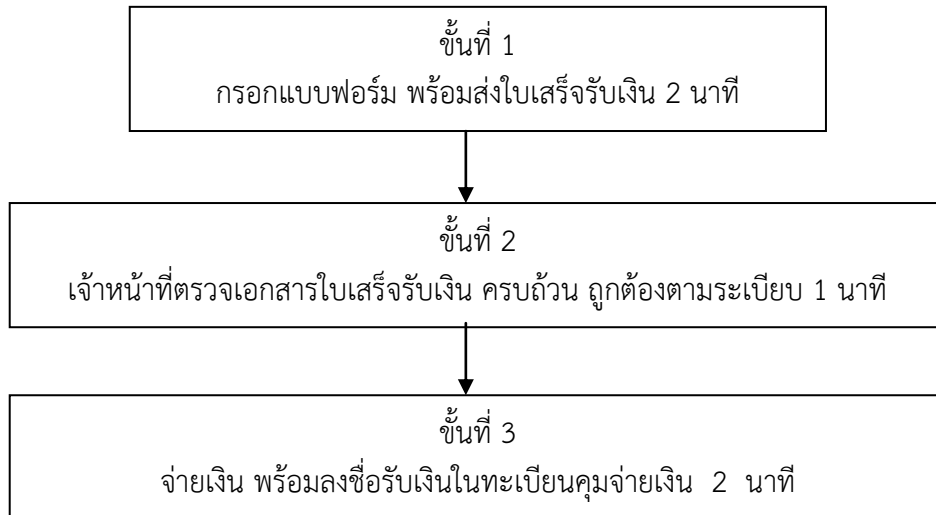 ขั้นที่ 1
กรอกแบบฟอร์ม พร้อมส่งใบเสร็จรับเงิน 2 นาที
ขั้นที่ 2
เจ้าหน้าที่ตรวจเอกสารใบเสร็จรับเงิน ครบถ้วน ถูกต้องตามระเบียบ 1 นาที
ขั้นที่ 3
จ่ายเงิน พร้อมลงชื่อรับเงินในทะเบียนคุมจ่ายเงิน 2 นาที